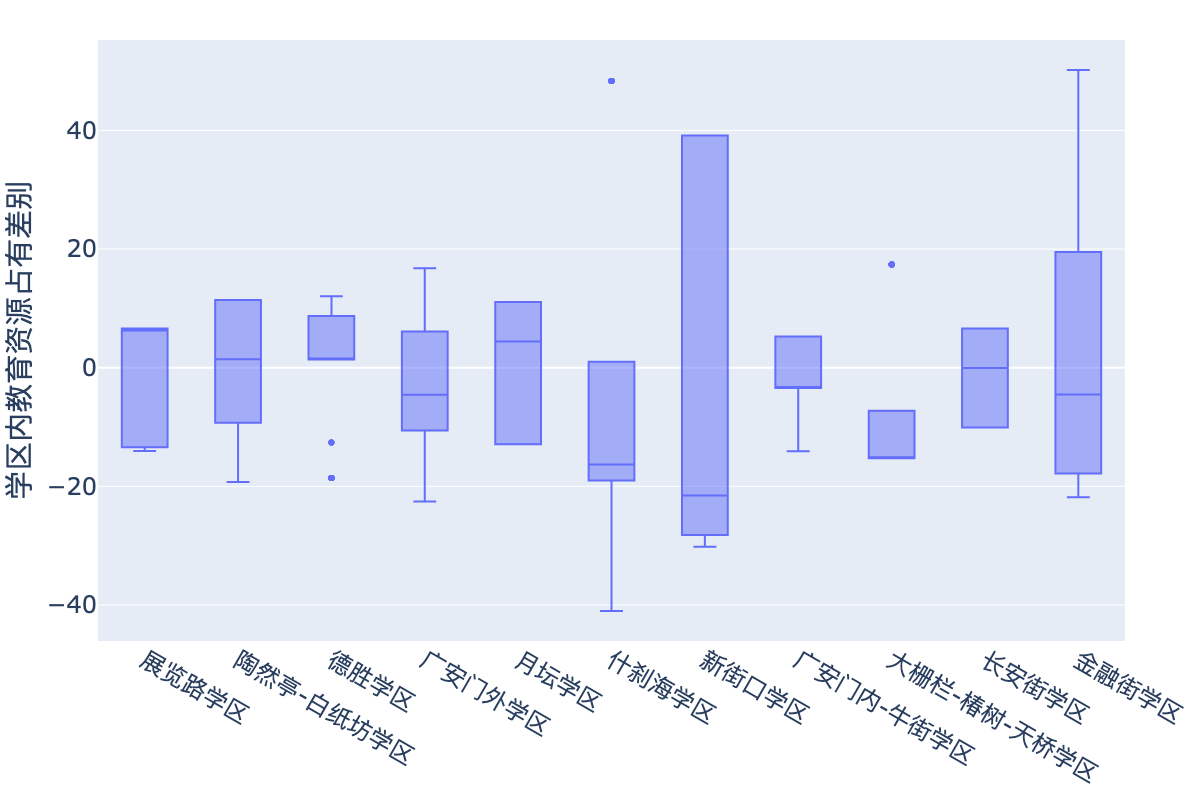 学区内教育资源占有差别
40
20
0
−20
−40
展览路学区
陶然亭-白纸坊学区
德胜学区
广安门外学区
月坛学区
什刹海学区
新街口学区
广安门内-牛街学区
大栅栏-椿树-天桥学区
长安街学区
金融街学区